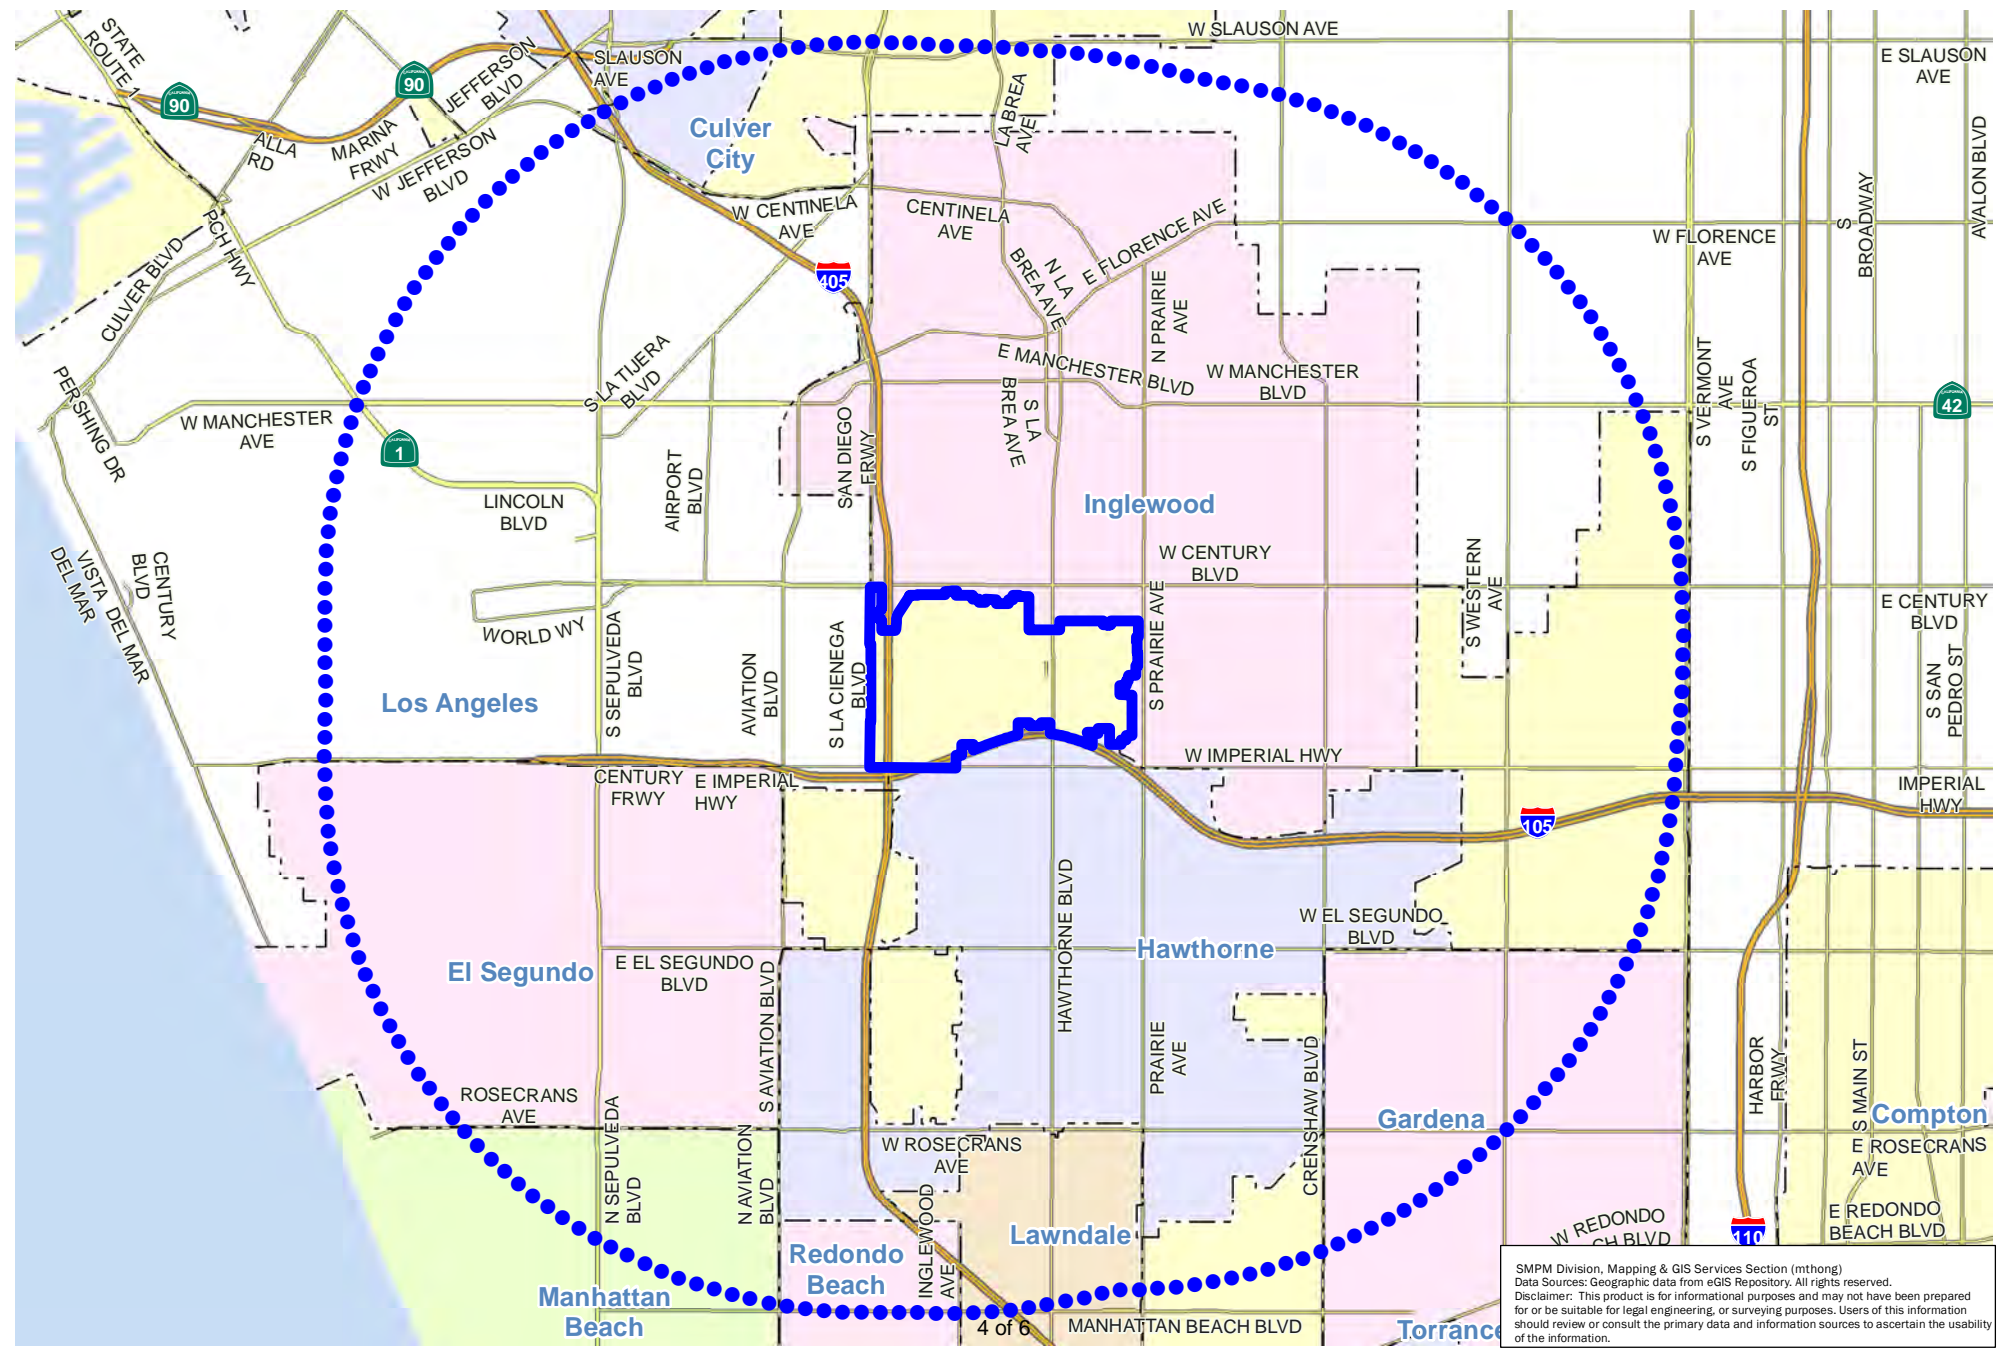 STATE
ROUTE 1
90
90
CALIFORNIA
JEFFERSON
BLVD
SLAUSON
AVE
W SLAUSON AVE
E SLAUSON
AVE
ALLA
RD
MARINA
FRWY
W JEFFERSON
BLVD
Culver
City
LA BREA
AVE
AVALON BLVD
S
BROADWAY
PCH HWY
CULVER BLVD
W CENTINELA
AVE
CENTINELA
AVE
E FLORENCE AVE
W FLORENCE
AVE
405
N LA
BREA AVE
N PRAIRIE
AVE
PERSHING DR
W MANCHESTER
AVE
S LA TIJERA
BLVD
E MANCHESTER BLVD
W MANCHESTER
BLVD
S LA
BREA AVE
S VERMONT
AVE
S FIGUEROA
ST
42
1
SAN DIEGO
FRWY
AIRPORT
BLVD
LINCOLN
BLVD
Inglewood
W CENTURY
BLVD
S WESTERN
AVE
E CENTURY
BLVD
CENTURY
BLVD
VISTA DEL MAR
DEL MAR
WORLD WY
S SEPULVEDA
BLVD
AVIATION
BLVD
S LA CIENEGA
BLVD
S PRAIRIE AVE
S SAN
PEDRO ST
Los Angeles
CENTURY
FRWY
E IMPERIAL
HWY
W IMPERIAL HWY
IMPERIAL
HWY
105
HAWTHORNE BLVD
W EL SEGUNDO
BLVD
Hawthorne
El Segundo
E EL SEGUNDO
BLVD
S AVIATION BLVD
PRAIRIE
AVE
CRENSHAW BLVD
HARBOR
FRWY
S MAIN ST
ROSECRANS
AVE
N SEPULVEDA
BLVD
N AVIATION
BLVD
W ROSECRANS
AVE
Gardena
Compton
E ROSECRANS
AVE
INGLEWOOD
AVE
Lawndale
Redondo
Beach
W REDONDO
CH BLVD
110
E REDONDO
BEACH BLVD
Manhattan
Beach
4 of 6
MANHATTAN BEACH BLVD
Torrance
SMPM Division, Mapping & GIS Services Section (mthong)
Data Sources: Geographic data from eGIS Repository. All rights reserved.
Disclaimer: This product is for informational purposes and may not have been prepared
for or be suitable for legal engineering, or surveying purposes. Users of this information
should review or consult the primary data and information sources to ascertain the usability
of the information.